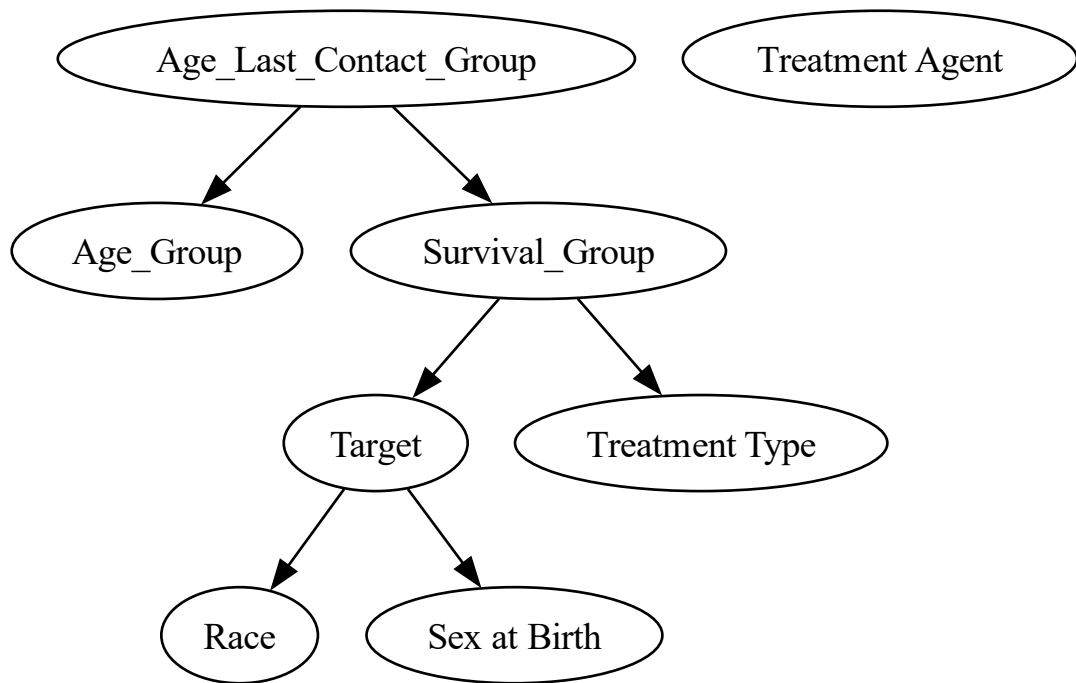 Age_Last_Contact_Group
Treatment Agent
Age_Group
Survival_Group
Target
Treatment Type
Race
Sex at Birth